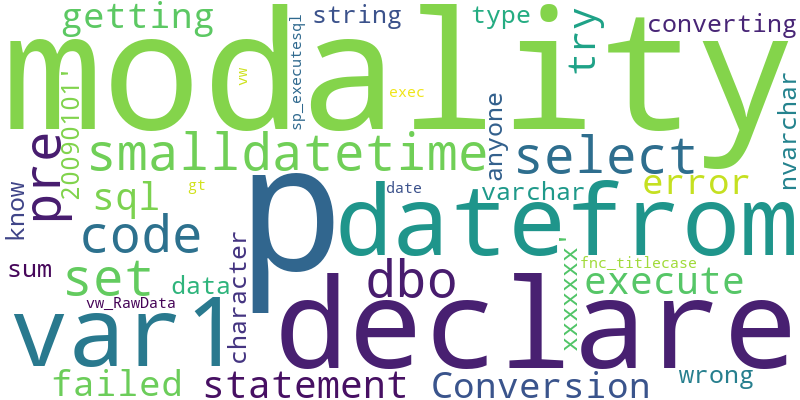 getting
string
type
try
converting
modality
vw
sp_executesql
exec
20090101'
pre
smalldatetime
anyone
select
nvarchar
know
sql
gt
p
date
varchar
error
code
datefrom
sum
set
data
character
dbo
xxxxxxx'
fnc_titlecase
execute
vw_RawData
var1
declare
failed
statement
Conversion
wrong